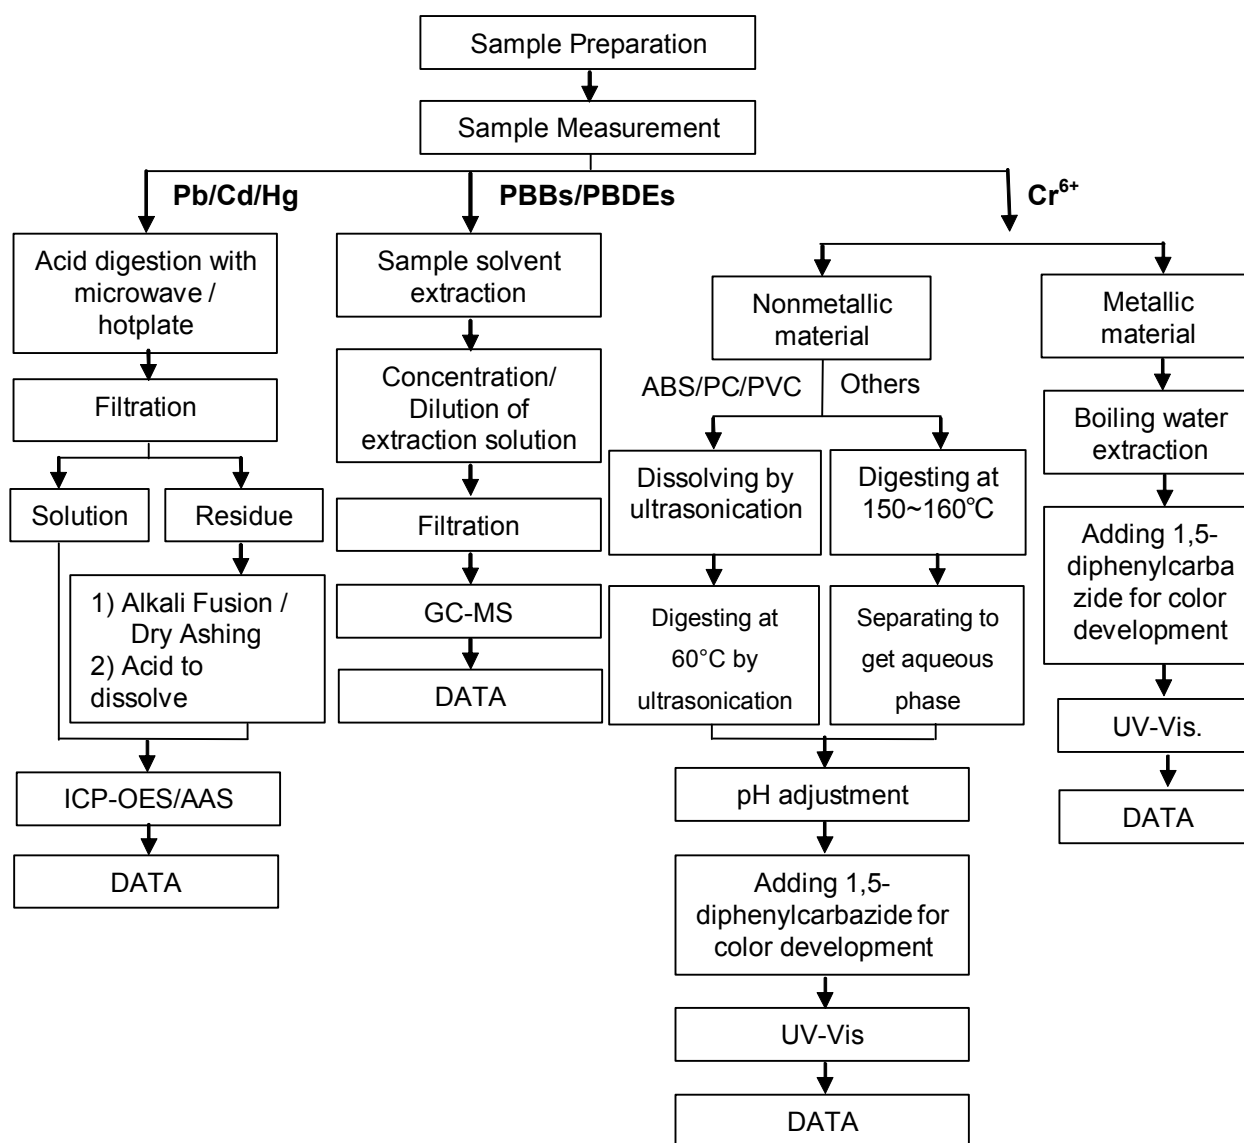 Sample Preparation
Sample Measurement
Pb/Cd/Hg
PBBs/PBDEs
Cr⁶⁺
Acid digestion with
microwave /
hotplate
Filtration
Solution
Residue
1) Alkali Fusion /
Dry Ashing
2) Acid to
dissolve
ICP-OES/AAS
DATA
Sample solvent
extraction
Concentration/
Dilution of
extraction solution
Filtration
GC-MS
DATA
Nonmetallic
material
ABS/PC/PVC
Others
Dissolving by
ultrasonication
Digesting at
60°C by
ultrasonication
Digesting at
150~160℃
Separating to
get aqueous
phase
pH adjustment
Adding 1,5-
diphenylcarbazide for
color development
UV-Vis
DATA
Metallic
material
Boiling water
extraction
Adding 1,5-
diphenylcarba
zide for color
development
UV-Vis.
DATA